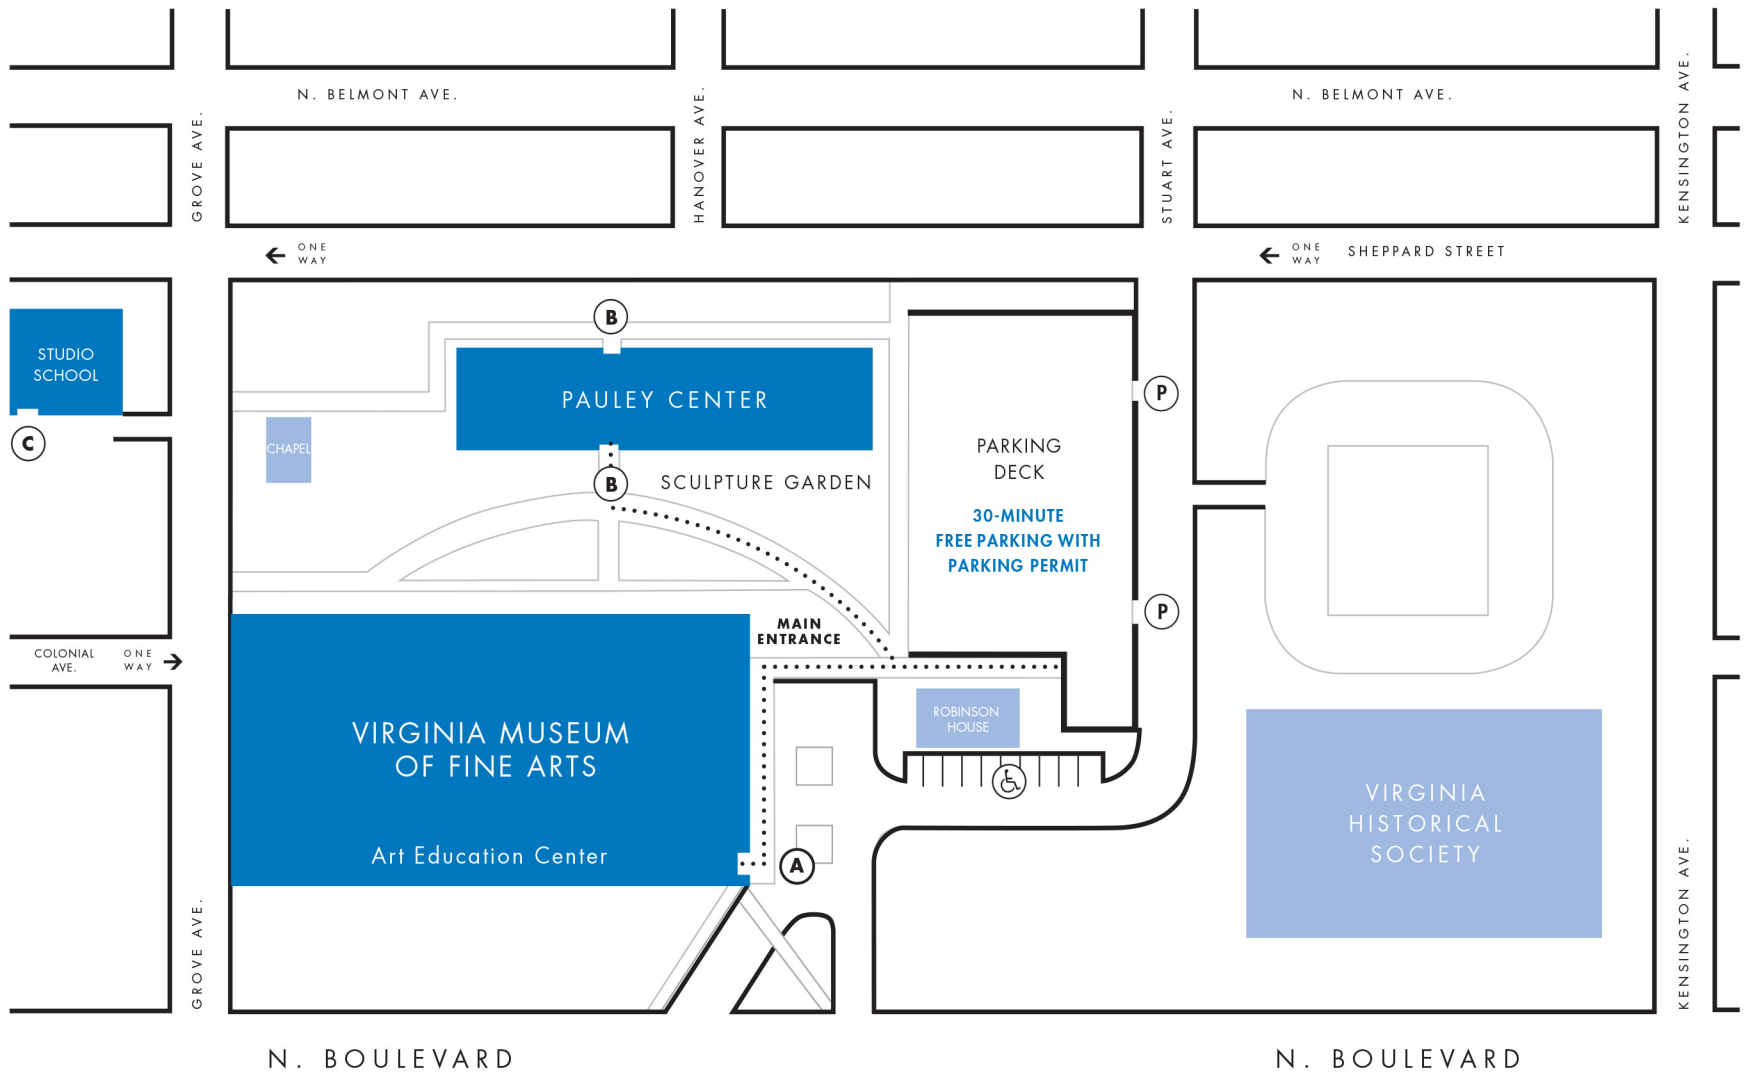 N. BELMONT AVE.
N. BELMONT AVE.
GROVE AVE.
HANOVER AVE.
STUART AVE.
KENSINGTON AVE.
ONE
WAY
ONE
WAY
SHEPPARD STREET
B
STUDIO
SCHOOL
PAULEY CENTER
P
C
CHAPEL
B
SCULPTURE GARDEN
PARKING
DECK
30-MINUTE
FREE PARKING WITH
PARKING PERMIT
P
MAIN
ENTRANCE
COLONIAL
AVE.
ONE
WAY
ROBINSON
HOUSE
VIRGINIA MUSEUM
OF FINE ARTS
Art Education Center
A
VIRGINIA
HISTORICAL
SOCIETY
GROVE AVE.
KENSINGTON AVE.
N. BOULEVARD
N. BOULEVARD